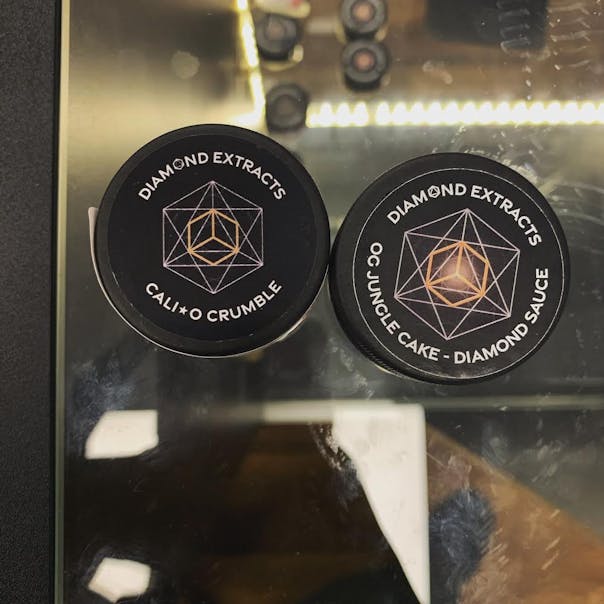 DIAMOND EXTRACTS
CALI★O CRUMBLE
DIAMOND EXTRACTS
OG JUNGLE CAKE - DIAMOND SAUCE